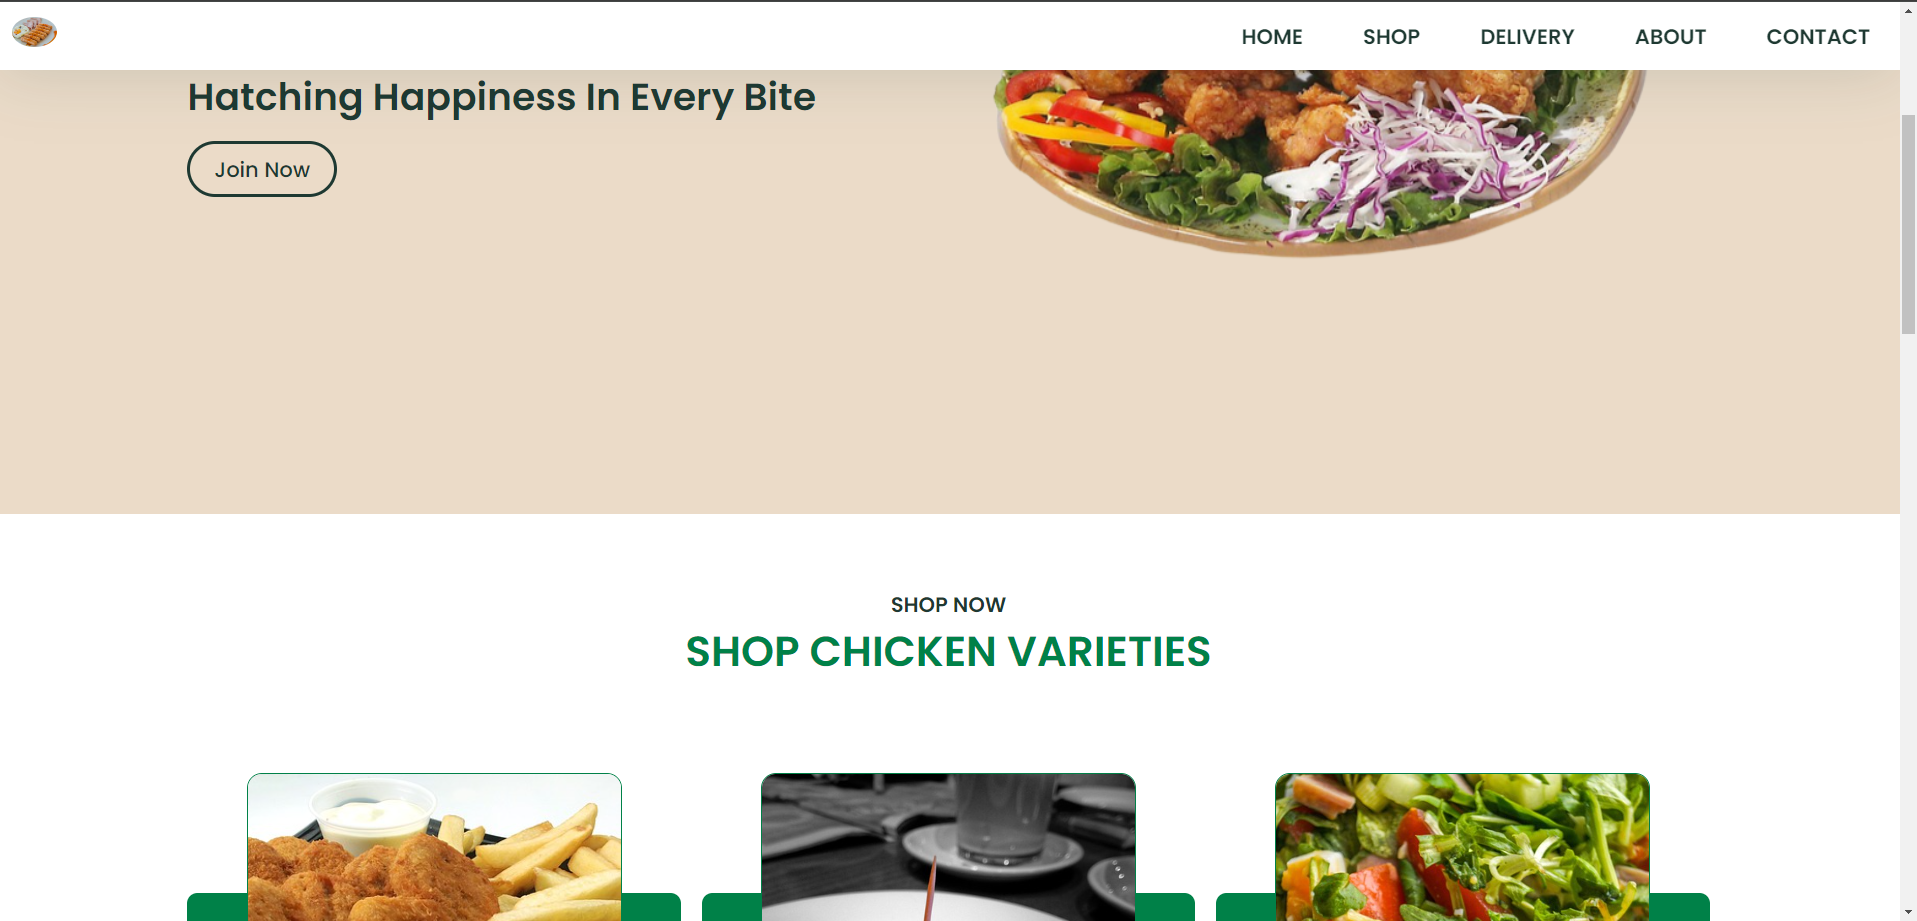 HOME SHOP DELIVERY ABOUT CONTACT
Hatching Happiness In Every Bite
Join Now
SHOP NOW
SHOP CHICKEN VARIETIES